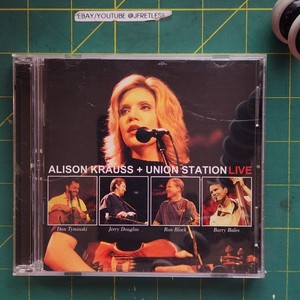 EBAY/YOUTUBE @JFRETLESS
ALISON KRAUSS + UNION STATION LIVE
Dan Tyminski
Jerry Douglas
Ron Block
Barry Bales